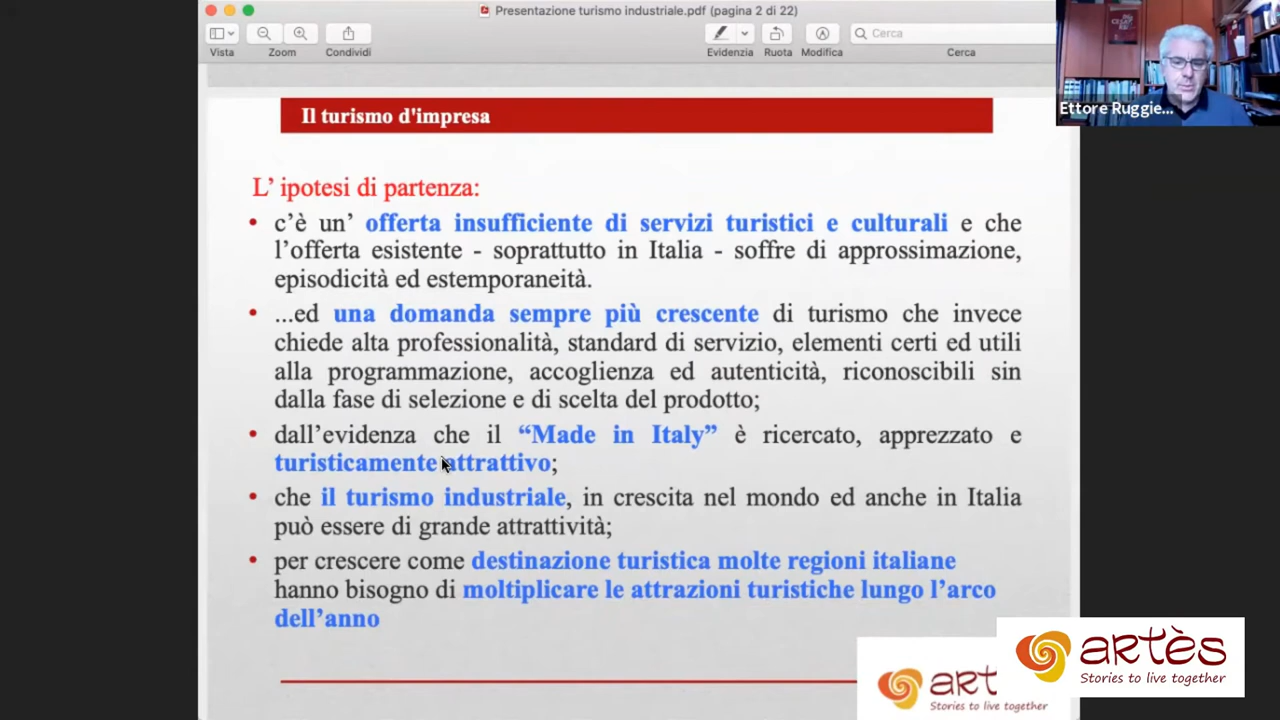 Presentazione turismo industriale.pdf (pagina 2 di 22)
Vista
Zoom
Condividi
Evidenzia
Ruota
Modifica
Cerca
Cerca
Ettore Ruggie...
Il turismo d'impresa
L’ ipotesi di partenza:
• c’è un’ offerta insufficiente di servizi turistici e culturali e che
l’offerta esistente - soprattutto in Italia - soffre di approssimazione,
episodicità ed estemporaneità.
• ...ed una domanda sempre più crescente di turismo che invece
chiede alta professionalità, standard di servizio, elementi certi ed utili
alla programmazione, accoglienza ed autenticità, riconoscibili sin
dalla fase di selezione e di scelta del prodotto;
• dall’evidenza che il “Made in Italy” è ricercato, apprezzato e
turisticamente attrattivo;
• che il turismo industriale, in crescita nel mondo ed anche in Italia
può essere di grande attrattività;
• per crescere come destinazione turistica molte regioni italiane
hanno bisogno di moltiplicare le attrazioni turistiche lungo l’arco
dell’anno
artès
Stories to live together
art
Stories to live together